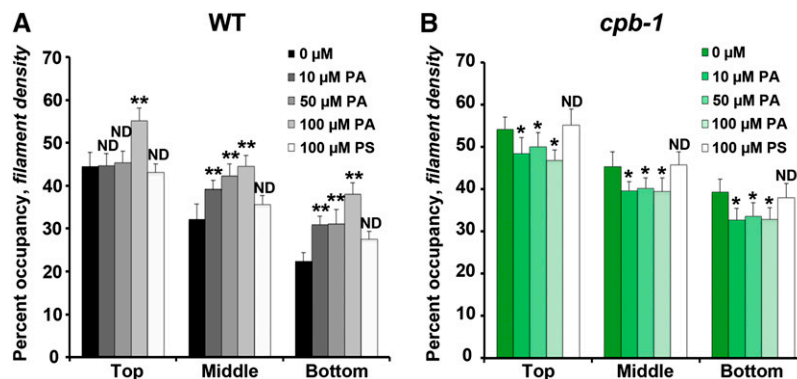 A
WT
Percent occupancy, filament density
70
60
50
40
30
20
10
0
0 µM
10 µM PA
50 µM PA
100 µM PA
100 µM PS
ND
ND
**
ND
**
**
**
ND
**
**
**
ND
Top
Middle
Bottom
B
cpb-1
Percent occupancy, filament density
70
60
50
40
30
20
10
0
0 µM
10 µM PA
50 µM PA
100 µM PA
100 µM PS
*
*
*
ND
*
*
*
ND
*
*
*
ND
Top
Middle
Bottom